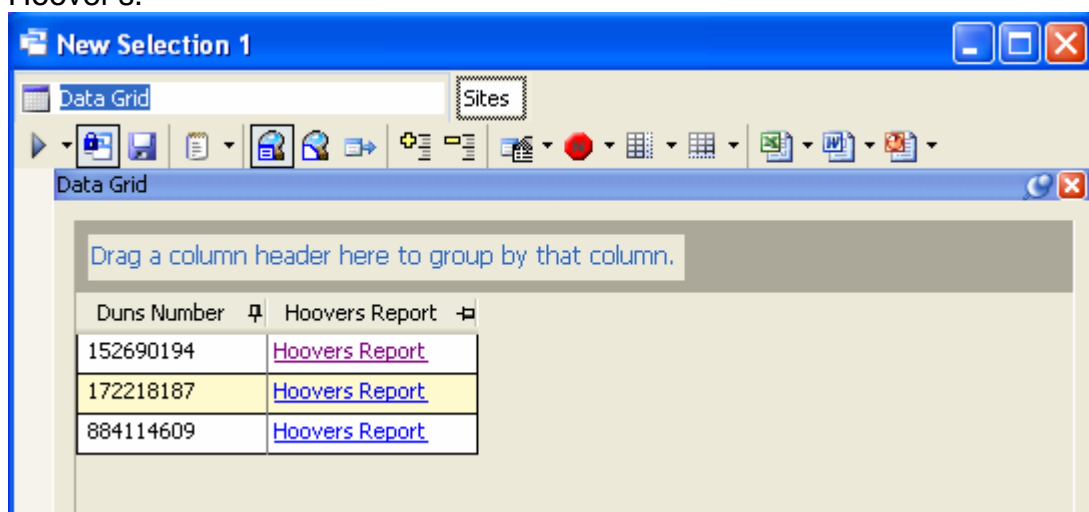 Hoover's.
New Selection 1
Data Grid Sites
Data Grid
Drag a column header here to group by that column.
Duns Number Hoovers Report
152690194 Hoovers Report
172218187 Hoovers Report
884114609 Hoovers Report